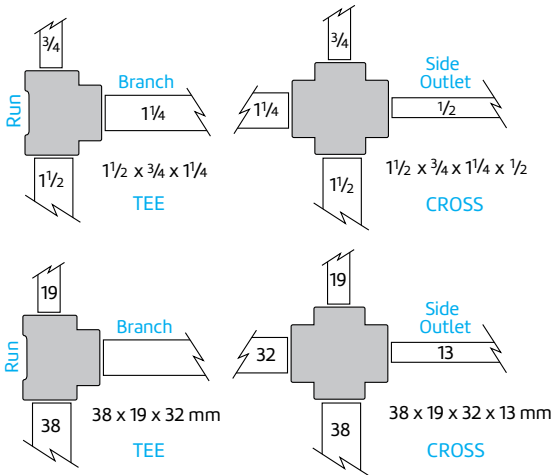 3/4
Run
Branch
1 1/4
1 1/2
1 1/2 x 3/4 x 1 1/4
TEE
3/4
1 1/4
Side
Outlet
1/2
1 1/2
1 1/2 x 3/4 x 1 1/4 x 1/2
CROSS
19
Run
Branch
38
38 x 19 x 32 mm
TEE
19
32
Side
Outlet
13
38
38 x 19 x 32 x 13 mm
CROSS